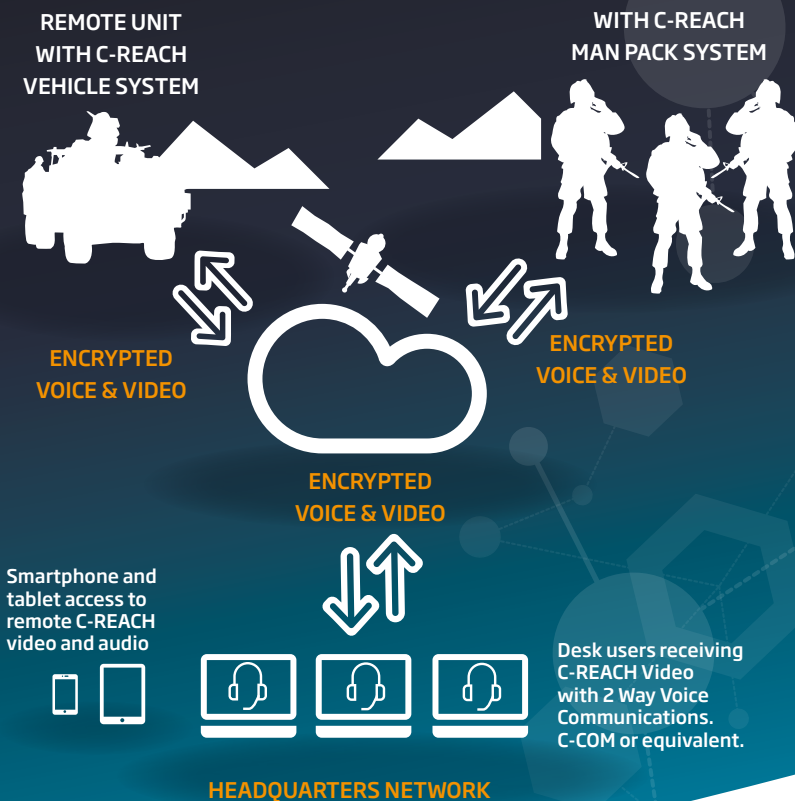 REMOTE UNIT
WITH C-REACH
VEHICLE SYSTEM
WITH C-REACH
MAN PACK SYSTEM
ENCRYPTED
VOICE & VIDEO
ENCRYPTED
VOICE & VIDEO
ENCRYPTED
VOICE & VIDEO
Smartphone and
tablet access to
remote C-REACH
video and audio
Desk users receiving
C-REACH Video
with 2 Way Voice
Communications.
C-COM or equivalent.
HEADQUARTERS NETWORK